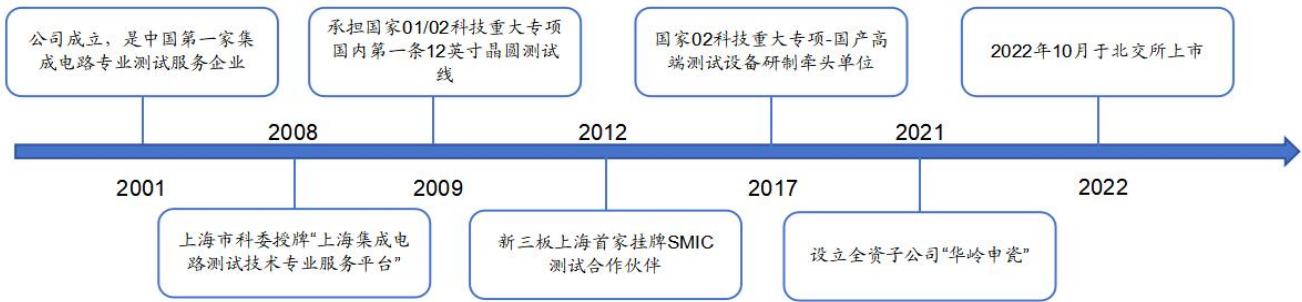 公司成立，是中国第一家集
成电路专业测试服务企业
承担国家01/02科技重大专项
国内第一条12英寸晶圆测试
线
国家02科技重大专项-国产高
端测试设备研制牵头单位
2022年10月于北交所上市
2008
2012
2021
2001
2009
2017
2022
上海市科委授牌“上海集成电
路测试技术专业服务平台”
新三板上海首家挂牌SMIC
测试合作伙伴
设立全资子公司“华岭申瓷”